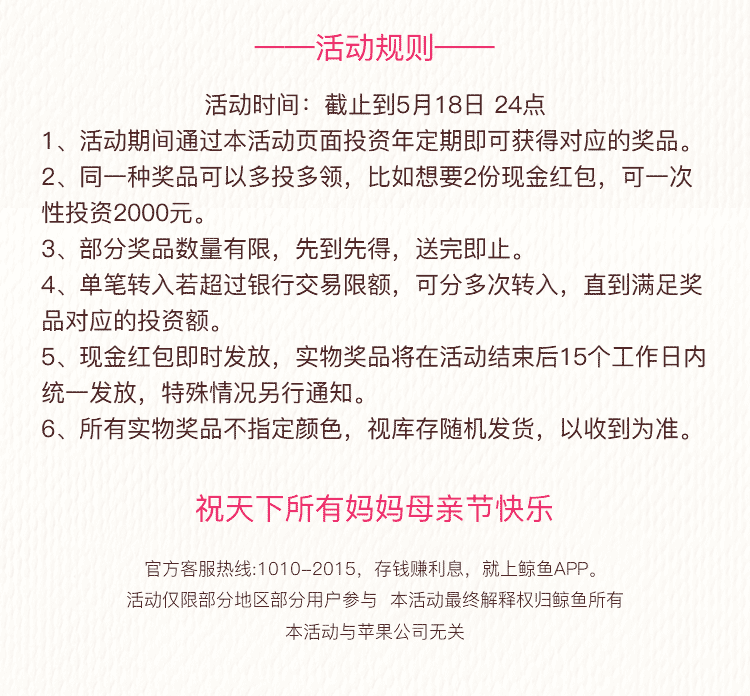 ——活动规则——
活动时间：截止到5月18日 24点
1、活动期间通过本活动页面投资年定期即可获得对应的奖品。
2、同一种奖品可以多投多领，比如想要2份现金红包，可一次
性投资2000元。
3、部分奖品数量有限，先到先得，送完即止。
4、单笔转入若超过银行交易限额，可分多次转入，直到满足奖
品对应的投资额。
5、现金红包即时发放，实物奖品将在活动结束后15个工作日内
统一发放，特殊情况另行通知。
6、所有实物奖品不指定颜色，视库存随机发货，以收到为准。
祝天下所有妈妈母亲节快乐
官方客服热线:1010-2015，存钱赚利息，就上鲸鱼APP。
活动仅限部分地区部分用户参与 本活动最终解释权归鲸鱼所有
本活动与苹果公司无关